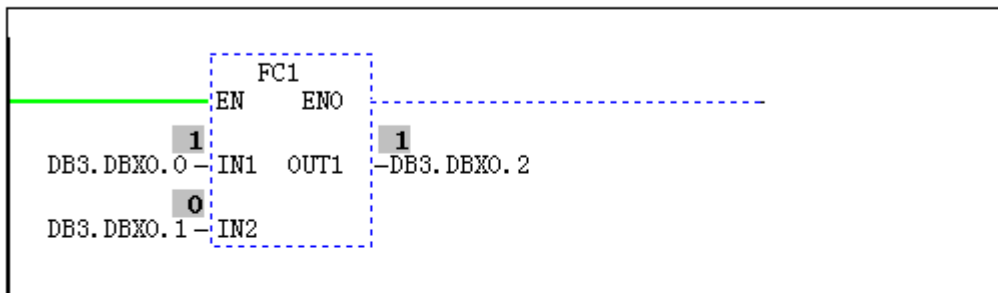 FC1
EN ENO
1 1
DB3.DBX0.0 IN1 OUT1 DB3.DBX0.2
0
DB3.DBX0.1 IN2